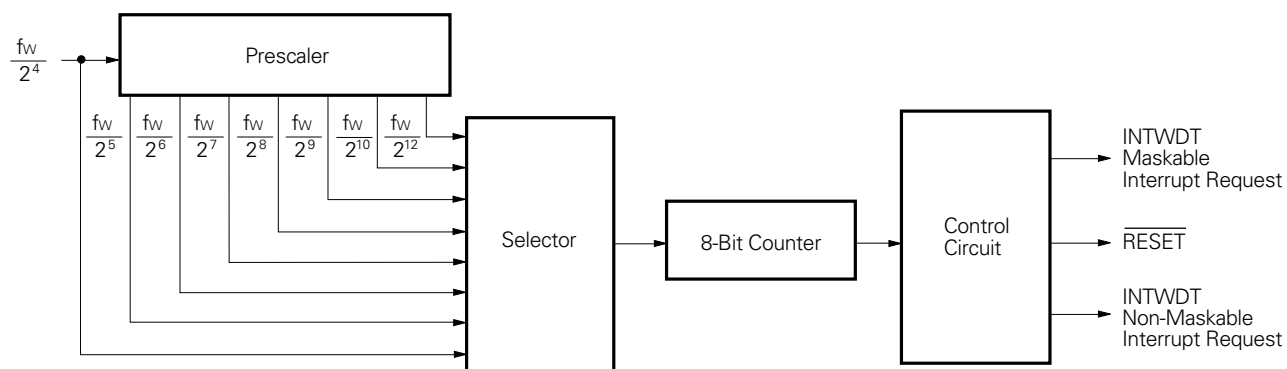 Prescaler
fw
2⁴
fw
2⁵
fw
2⁶
fw
2⁷
fw
2⁸
fw
2⁹
fw
2¹⁰
fw
2¹²
Selector
8-Bit Counter
Control
Circuit
INTWDT
Maskable
Interrupt Request
RESET
INTWDT
Non-Maskable
Interrupt Request